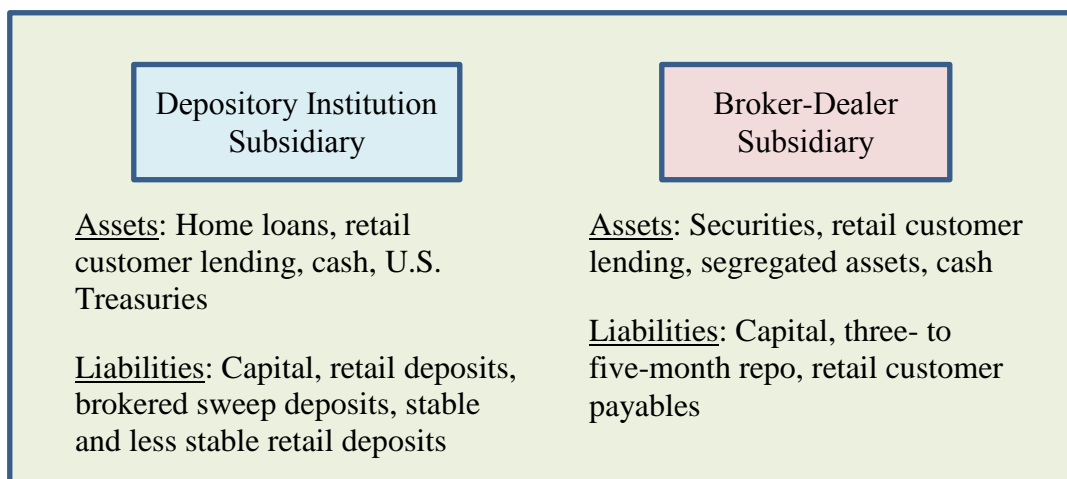 Depository Institution
Subsidiary
Assets: Home loans, retail
customer lending, cash, U.S.
Treasuries
Liabilities: Capital, retail deposits,
brokered sweep deposits, stable
and less stable retail deposits
Broker-Dealer
Subsidiary
Assets: Securities, retail customer
lending, segregated assets, cash
Liabilities: Capital, three- to
five-month repo, retail customer
payables